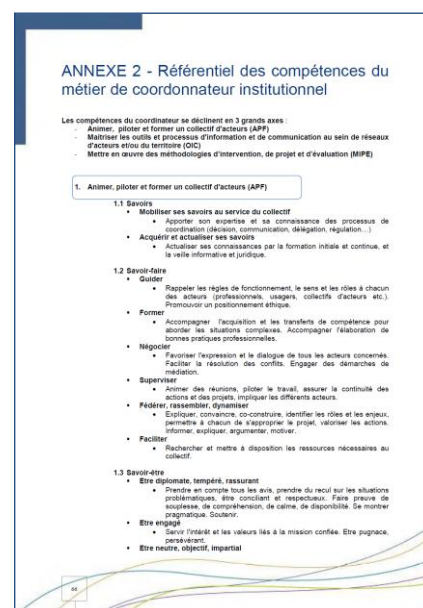 ANNEXE 2 - Référentiel des compétences du
métier de coordonnateur institutionnel
Les compétences du coordinateur se déclinent en 3 grands axes :
- Animer, piloter et former un collectif d'acteurs (APF)
- Maitriser les outils et processus d'information et de communication au sein de réseaux
d'acteurs et/ou du territoire (OIC)
- Mettre en œuvre des méthodologies d'intervention, de projet et d'évaluation (MIPE)
1. Animer, piloter et former un collectif d'acteurs (APF)
1.1 Savoirs
▪ Mobiliser ses savoirs au service du collectif
• Apporter son expertise et sa connaissance des processus de
coordination (décision, communication, délégation, régulation…)
▪ Acquérir et actualiser ses savoirs
• Actualiser ses connaissances par la formation initiale et continue, et
la veille informative et juridique.
1.2 Savoir-faire
▪ Guider
• Rappeler les règles de fonctionnement, le sens et les rôles à chacun
des acteurs (professionnels, usagers, collectifs d'acteurs etc.).
Promouvoir un positionnement éthique.
▪ Former
• Accompagner l'acquisition et les transferts de compétence pour
aborder les situations complexes. Accompagner l'élaboration de
bonnes pratiques professionnelles.
▪ Négocier
• Favoriser l'expression et le dialogue de tous les acteurs concernés.
Faciliter la résolution des conflits. Engager des démarches de
médiation.
▪ Superviser
• Animer des réunions, piloter le travail, assurer la continuité des
actions et des projets, impliquer les différents acteurs.
▪ Fédérer, rassembler, dynamiser
• Expliquer, convaincre, co-construire, identifier les rôles et les enjeux,
permettre à chacun de s'approprier le projet, valoriser les actions.
Informer, expliquer, argumenter, motiver.
▪ Faciliter
• Rechercher et mettre à disposition les ressources nécessaires au
collectif.
1.3 Savoir-être
▪ Etre diplomate, tempéré, rassurant
• Prendre en compte tous les avis, prendre du recul sur les situations
problématiques, être conciliant et respectueux. Faire preuve de
souplesse, de compréhension, de calme, de disponibilité. Se montrer
pragmatique. Soutenir.
▪ Etre engagé
• Servir l'intérêt et les valeurs liés à la mission confiée. Etre pugnace,
persévérant.
▪ Etre neutre, objectif, impartial